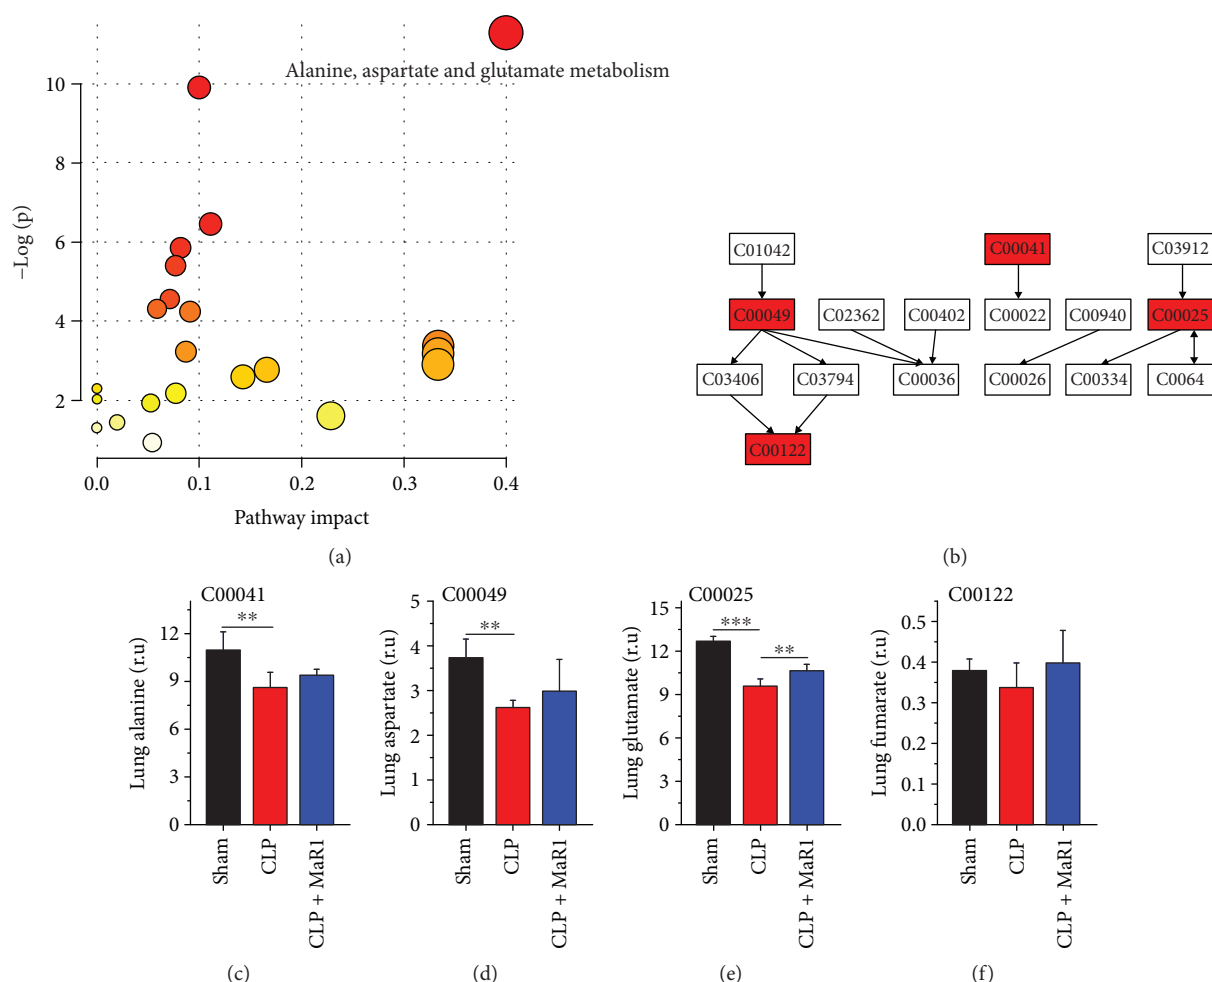 Alanine, aspartate and glutamate metabolism
10
8
6
4
2
−Log (p)
0.0 0.1 0.2 0.3 0.4
Pathway impact
(a)
C01042 C00041 C03912
C00049 C02362 C00402 C00022 C00940 C00025
C03406 C03794 C00036 C00026 C00334 C0064
C00122
(b)
C00041
**
12
9
6
3
0
Lung alanine (r.u)
Sham
CLP
CLP + MaR1
(c)
C00049
**
5
4
3
2
1
0
Lung aspartate (r.u)
Sham
CLP
CLP + MaR1
(d)
C00025
***
**
15
12
9
6
3
0
Lung glutamate (r.u)
Sham
CLP
CLP + MaR1
(e)
C00122
0.5
0.4
0.3
0.2
0.1
0.0
Lung fumarate (r.u)
Sham
CLP
CLP + MaR1
(f)